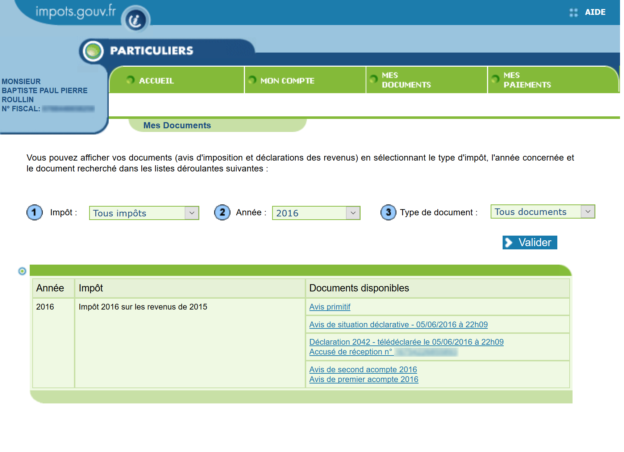 impots.gouv.fr
AIDE
PARTICULIERS
MONSIEUR
BAPTISTE PAUL PIERRE
ROULLIN
N° FISCAL:
ACCUEIL
MON COMPTE
MES
DOCUMENTS
MES
PAIEMENTS
Mes Documents
Vous pouvez afficher vos documents (avis d'imposition et déclarations des revenus) en sélectionnant le type d'impôt, l'année concernée et
le document recherché dans les listes déroulantes suivantes :
1 Impôt : Tous impôts 2 Année : 2016 3 Type de document : Tous documents
Valider
Année Impôt Documents disponibles
2016 Impôt 2016 sur les revenus de 2015 Avis primitif
Avis de situation déclarative - 05/06/2016 à 22h09
Déclaration 2042 - télédéclarée le 05/06/2016 à 22h09
Accusé de réception n°
Avis de second acompte 2016
Avis de premier acompte 2016